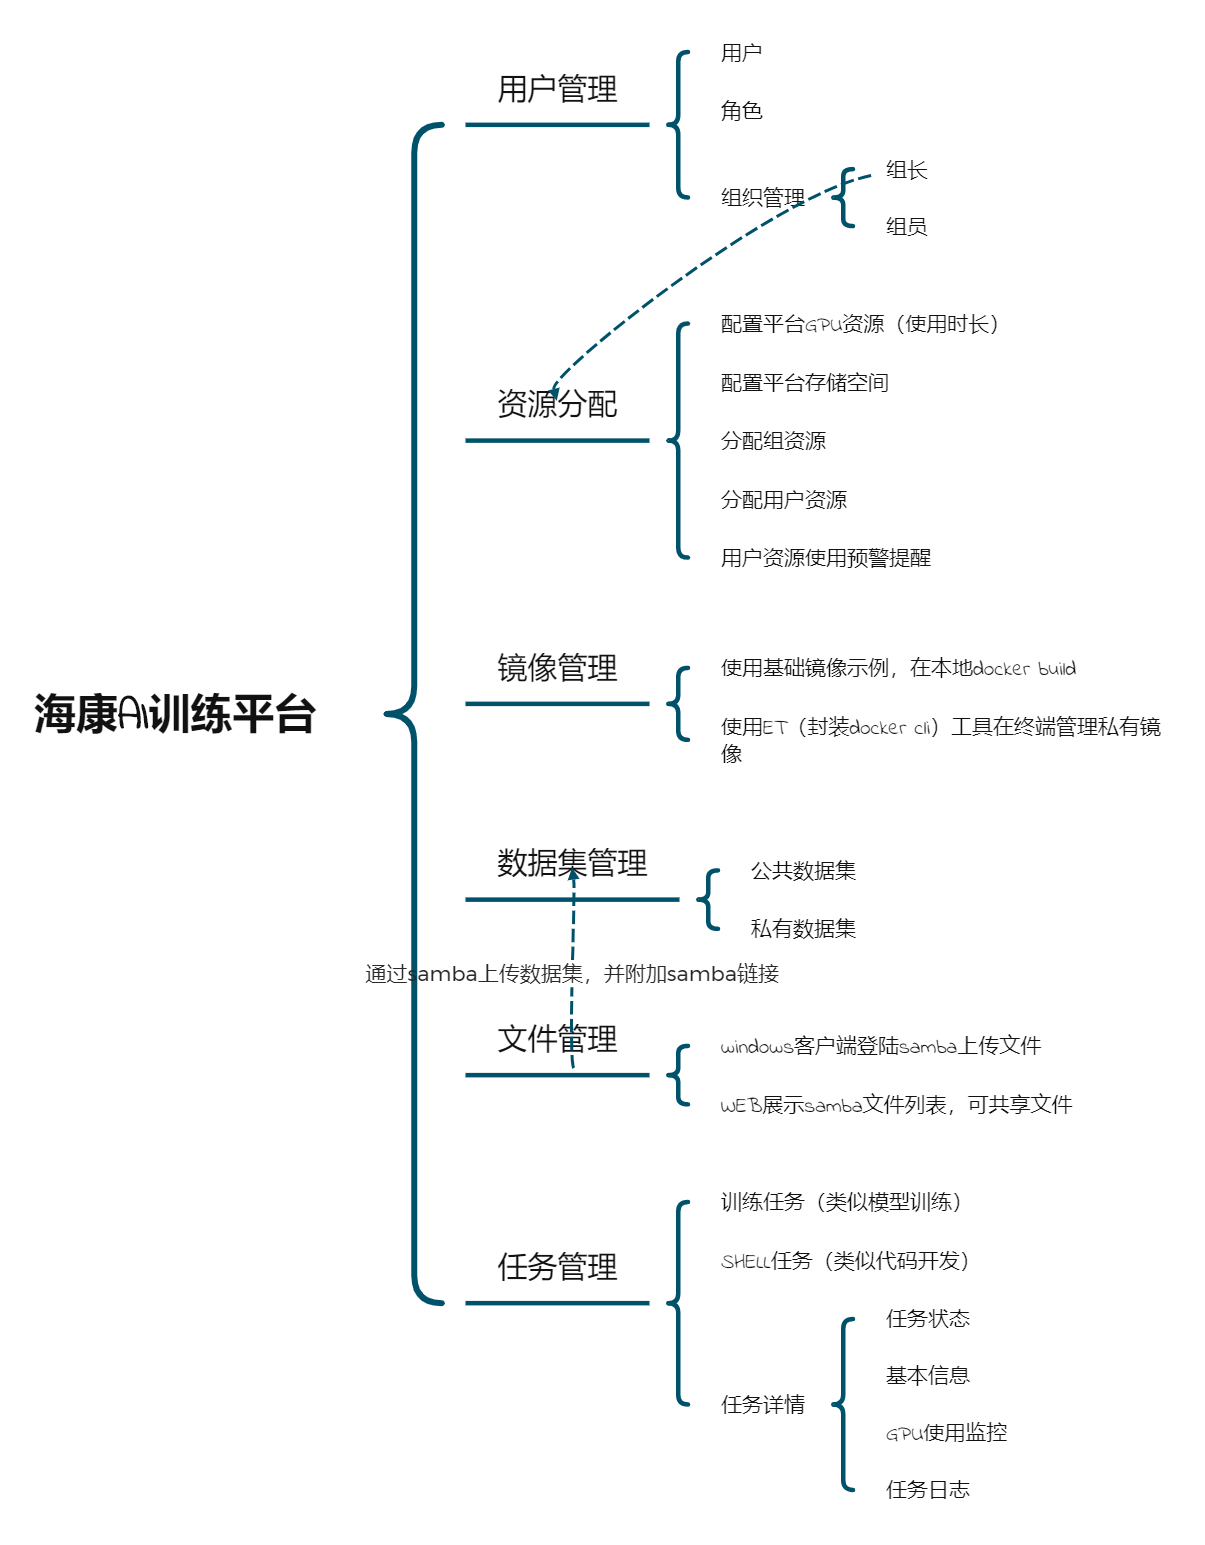 海康AI训练平台
用户管理
用户
角色
组织管理
组长
组员
资源分配
配置平台GPU资源（使用时长）
配置平台存储空间
分配组资源
分配用户资源
用户资源使用预警提醒
镜像管理
使用基础镜像示例，在本地docker build
使用ET（封装docker cli）工具在终端管理私有镜
像
数据集管理
公共数据集
私有数据集
通过samba上传数据集，并附加samba链接
文件管理
windows客户端登陆samba上传文件
WEB展示samba文件列表，可共享文件
任务管理
训练任务（类似模型训练）
SHELL任务（类似代码开发）
任务详情
任务状态
基本信息
GPU使用监控
任务日志